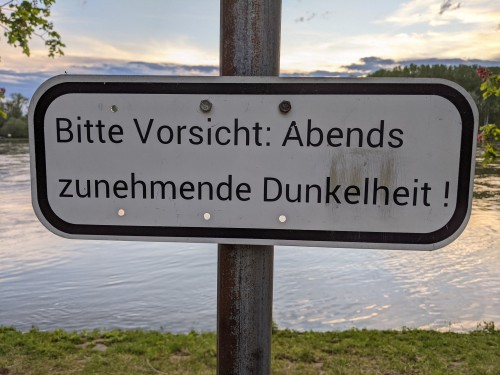 Bitte Vorsicht: Abends
zunehmende Dunkelheit !